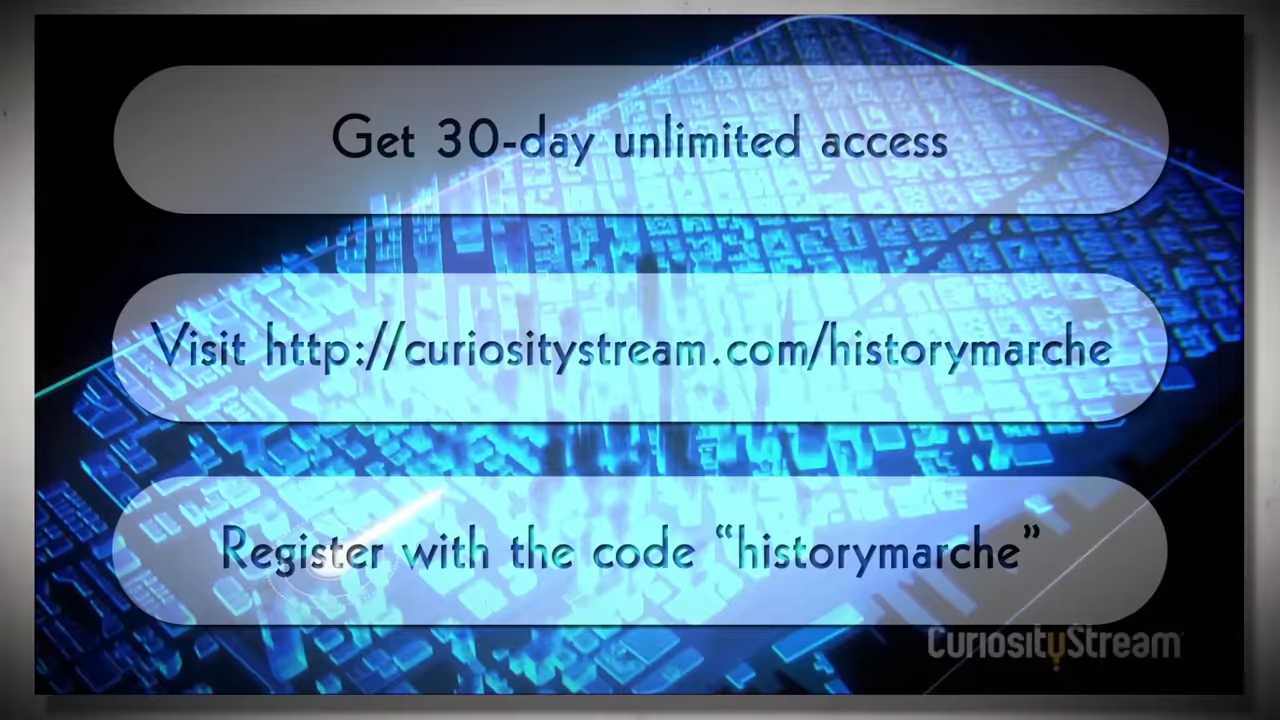 Get 30-day unlimited access
Visit http://curiositystream.com/historymarche
Register with the code “historymarche”
CuriosityStream